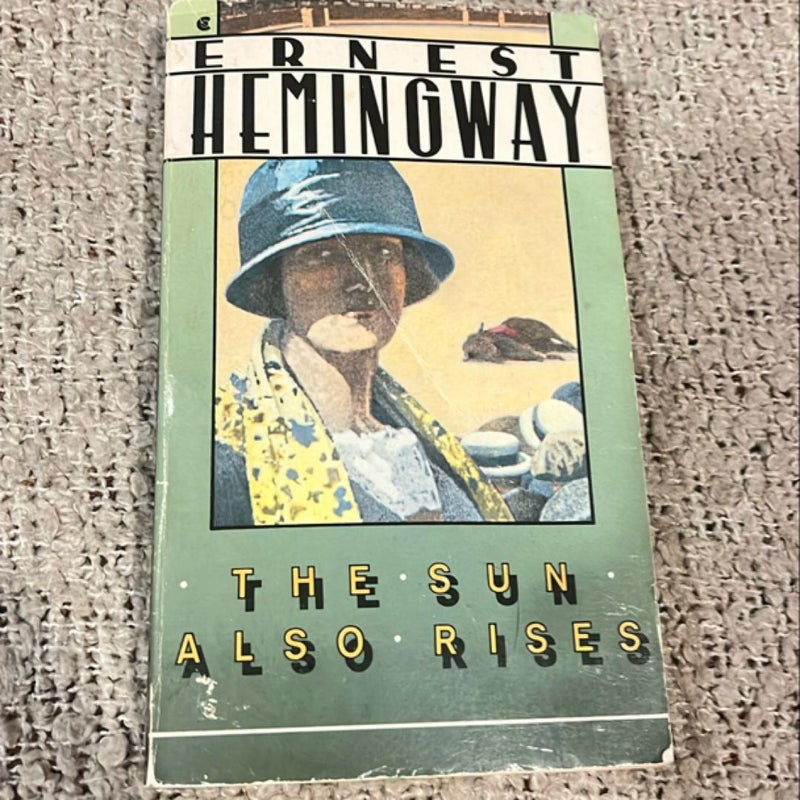 ERNEST
HEMINGWAY
· THE · SUN ·
ALSO · RISES